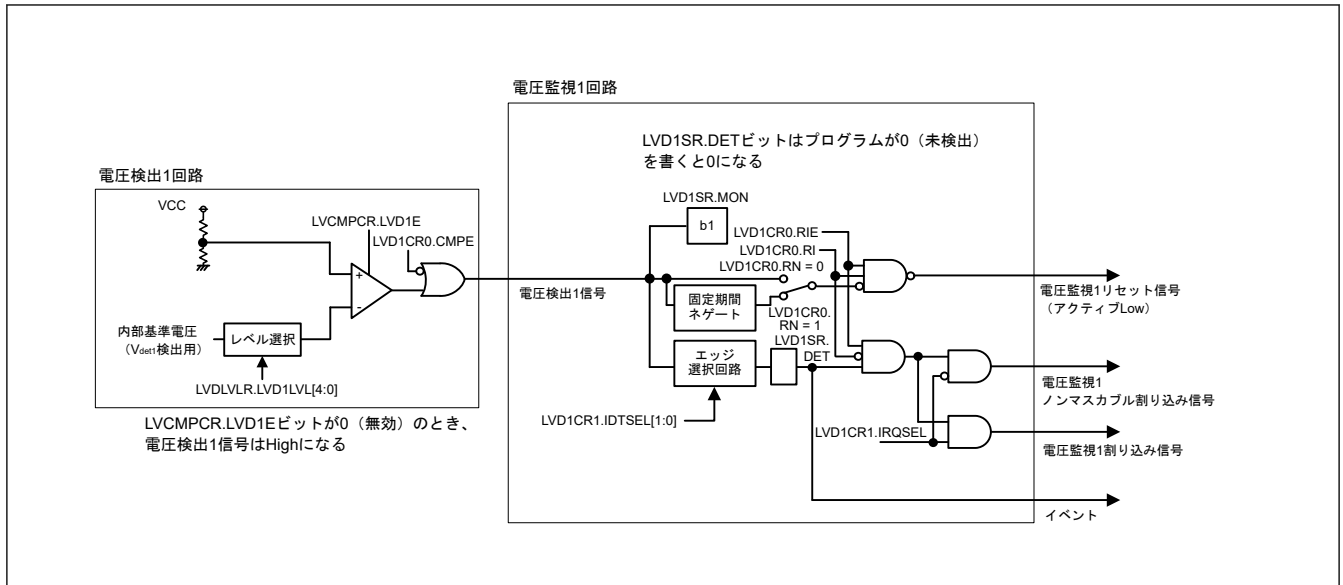 電圧監視1回路
LVD1SR.DETビットはプログラムが0（未検出）
を書くと0になる
電圧検出1回路
VCC
LVCMPCR.LVD1E
LVD1CR0.CMPE
+
-
内部基準電圧
（Vdet1検出用）
レベル選択
LVDLVLR.LVD1LVL[4:0]
LVCMPCR.LVD1Eビットが0（無効）のとき、
電圧検出1信号はHighになる
電圧検出1信号
LVD1SR.MON
b1
LVD1CR0.RIE
LVD1CR0.RI
LVD1CR0.RN = 0
固定期間
ネゲート
LVD1CR0.
RN = 1
LVD1SR.
DET
エッジ
選択回路
LVD1CR1.IDTSEL[1:0]
LVD1CR1.IRQSEL
電圧監視1リセット信号
（アクティブLow）
電圧監視1
ノンマスカブル割り込み信号
電圧監視1割り込み信号
イベント